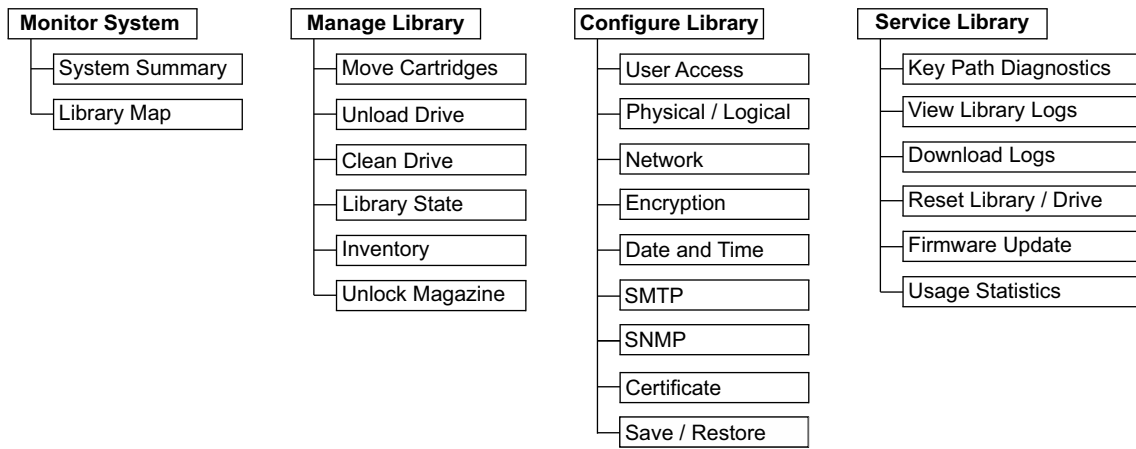 Monitor System
System Summary
Library Map
Manage Library
Move Cartridges
Unload Drive
Clean Drive
Library State
Inventory
Unlock Magazine
Configure Library
User Access
Physical / Logical
Network
Encryption
Date and Time
SMTP
SNMP
Certificate
Save / Restore
Service Library
Key Path Diagnostics
View Library Logs
Download Logs
Reset Library / Drive
Firmware Update
Usage Statistics